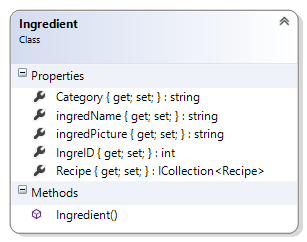 Ingredient
Class
Properties
Category { get; set; } : string
ingredName { get; set; } : string
ingredPicture { get; set; } : string
IngreID { get; set; } : int
Recipe { get; set; } : ICollection<Recipe>
Methods
Ingredient()